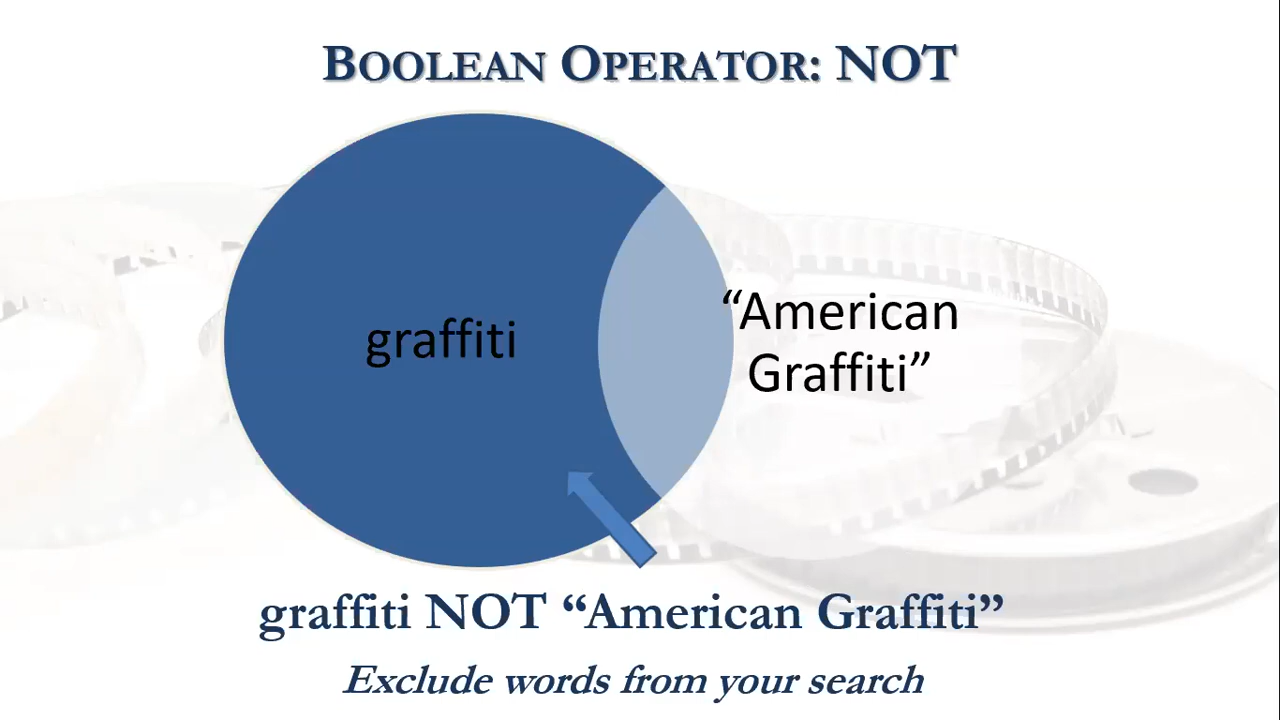 BOOLEAN OPERATOR: NOT
graffiti
“American
Graffiti”
graffiti NOT “American Graffiti”
Exclude words from your search